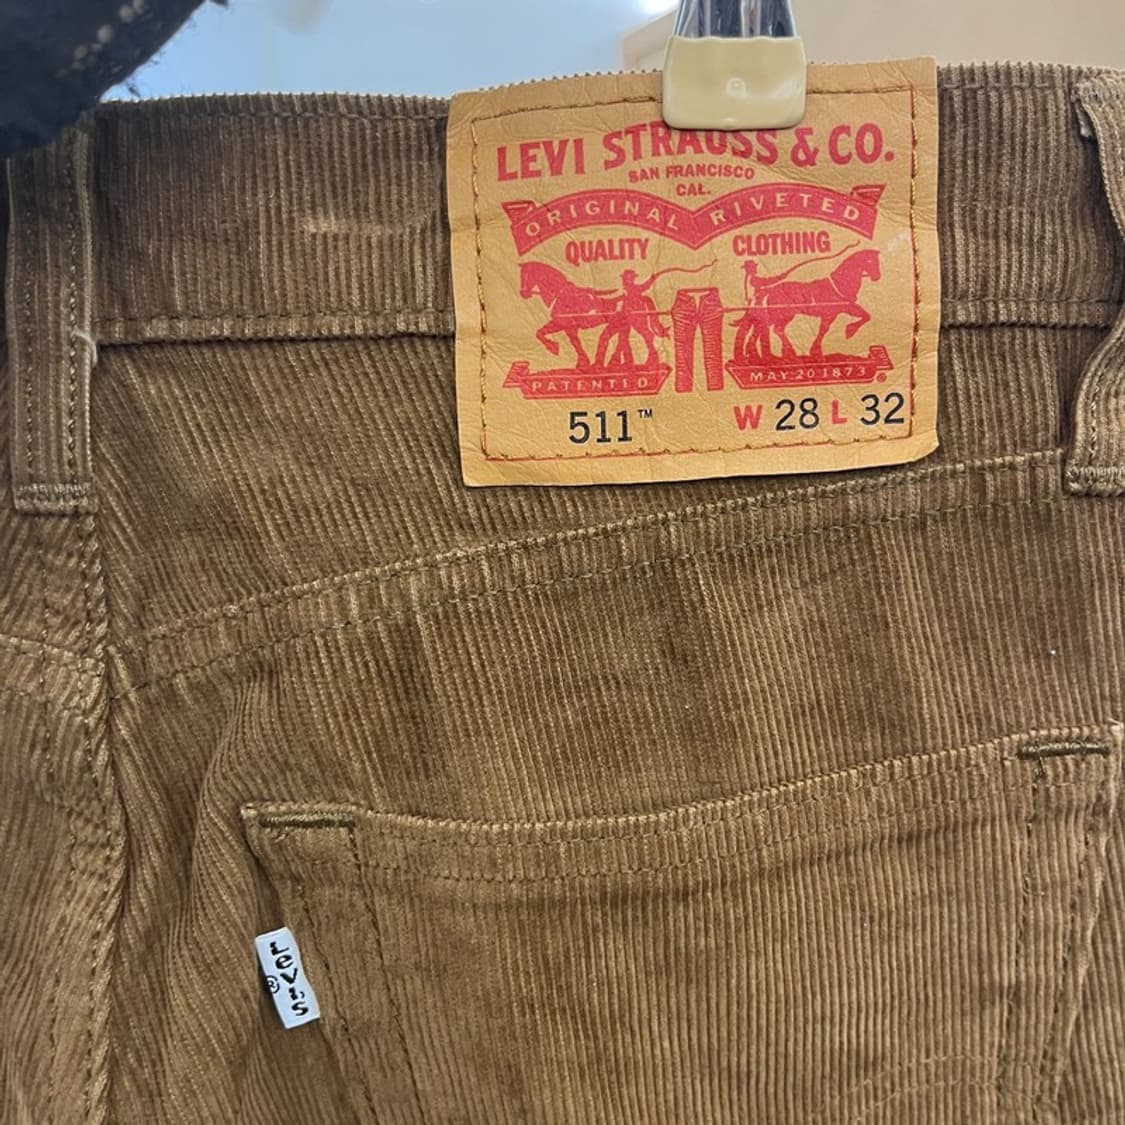 LEVI STRAUSS & CO.
SAN FRANCISCO
CAL.
ORIGINAL RIVETED
QUALITY CLOTHING
PATENTED MAY 20 1873 ®
511™ W 28 L 32
Levi's
®